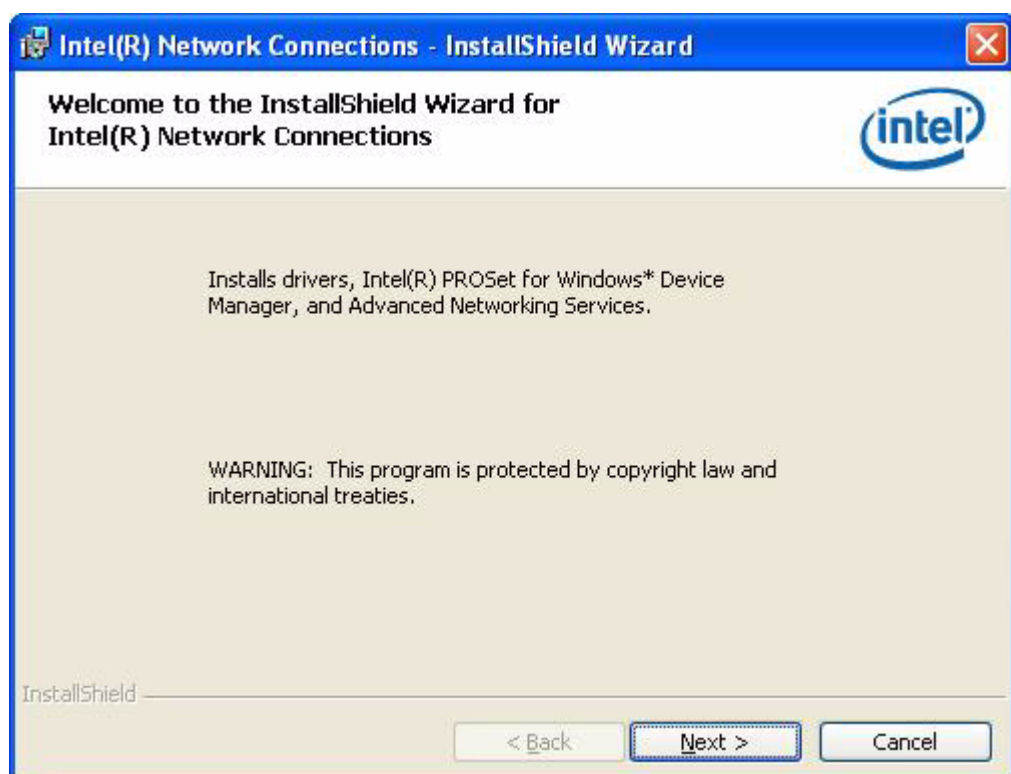 Intel(R) Network Connections - InstallShield Wizard
Welcome to the InstallShield Wizard for
Intel(R) Network Connections
intel
Installs drivers, Intel(R) PROSet for Windows* Device
Manager, and Advanced Networking Services.
WARNING:  This program is protected by copyright law and
international treaties.
InstallShield
< Back
Next >
Cancel